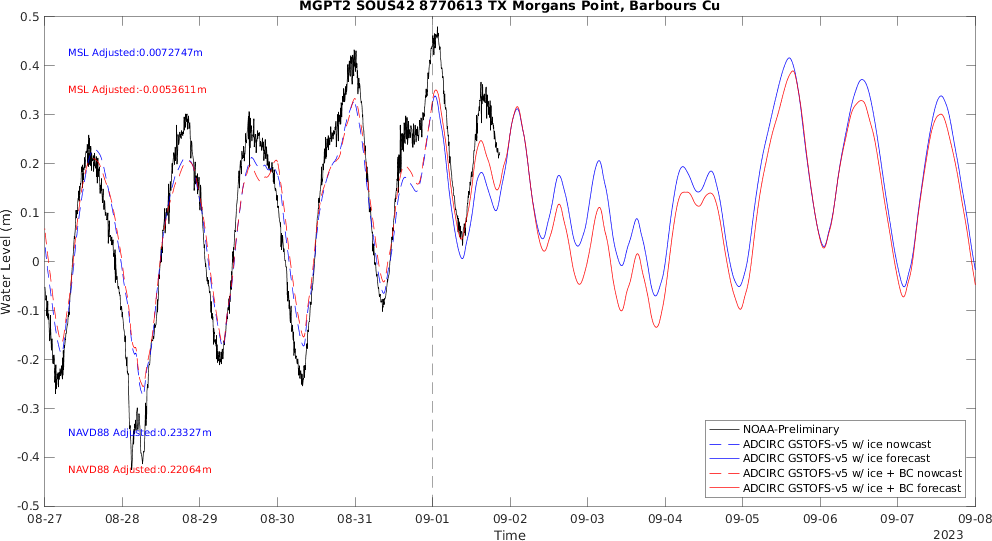 MGPT2 SOUS42 8770613 TX Morgans Point, Barbours Cu
0.5
0.4
0.3
0.2
0.1
0
-0.1
-0.2
-0.3
-0.4
-0.5
Water Level (m)
MSL Adjusted:0.0072747m
MSL Adjusted:-0.0053611m
NAVD88 Adjusted:0.23327m
NAVD88 Adjusted:0.22064m
NOAA-Preliminary
ADCIRC GSTOFS-v5 w/ ice nowcast
ADCIRC GSTOFS-v5 w/ ice forecast
ADCIRC GSTOFS-v5 w/ ice + BC nowcast
ADCIRC GSTOFS-v5 w/ ice + BC forecast
08-27 08-28 08-29 08-30 08-31 09-01 09-02 09-03 09-04 09-05 09-06 09-07 09-08
Time
2023